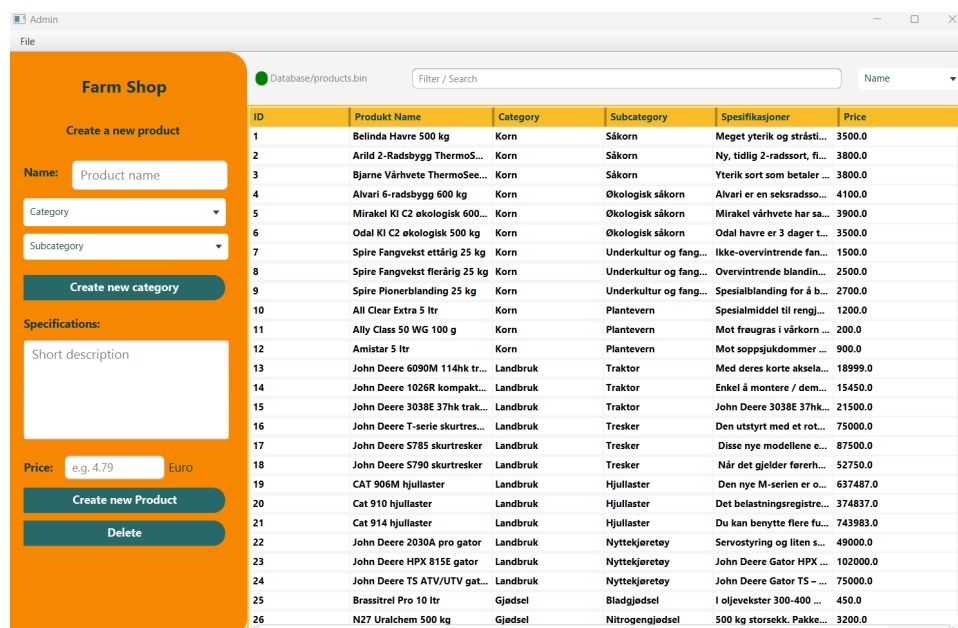 Admin
File
Farm Shop
Create a new product
Name: Product name
Category
Subcategory
Create new category
Specifications:
Short description
Price: e.g. 4.79 Euro
Create new Product
Delete
Database/products.bin Filter / Search Name
ID Produkt Name Category Subcategory Spesifikasjoner Price
1 Belinda Havre 500 kg Korn Såkorn Meget yterik og stråsti... 3500.0
2 Arild 2-Radsbygg ThermoS... Korn Såkorn Ny, tidlig 2-radssort, fi... 3800.0
3 Bjarne Vårhvete ThermoSee... Korn Såkorn Yterik sort som betaler ... 3800.0
4 Alvari 6-radsbygg 600 kg Korn Økologisk såkorn Alvari er en seksradsso... 4100.0
5 Mirakel Kl C2 økologisk 600... Korn Økologisk såkorn Mirakel vårhvete har sa... 3900.0
6 Odal Kl C2 økologisk 500 kg Korn Økologisk såkorn Odal havre er 3 dager t... 3500.0
7 Spire Fangvekst ettårig 25 kg Korn Underkultur og fang... Ikke-overvintrende fan... 1500.0
8 Spire Fangvekst flerårig 25 kg Korn Underkultur og fang... Overvintrende blandin... 2500.0
9 Spire Pionerblanding 25 kg Korn Underkultur og fang... Spesialblanding for å b... 2700.0
10 All Clear Extra 5 ltr Korn Plantevern Spesialmiddel til rengj... 1200.0
11 Ally Class 50 WG 100 g Korn Plantevern Mot frøugras i vårkorn ... 200.0
12 Amistar 5 ltr Korn Plantevern Mot soppsjukdommer ... 900.0
13 John Deere 6090M 114hk tr... Landbruk Traktor Med deres korte aksela... 18999.0
14 John Deere 1026R kompakt... Landbruk Traktor Enkel å montere / dem... 15450.0
15 John Deere 3038E 37hk trak... Landbruk Traktor John Deere 3038E 37hk... 21500.0
16 John Deere T-serie skurtres... Landbruk Tresker Den utstyrt med et rot... 75000.0
17 John Deere S785 skurtresker Landbruk Tresker Disse nye modellene e... 87500.0
18 John Deere S790 skurtresker Landbruk Tresker Når det gjelder førerh... 52750.0
19 CAT 906M hjullaster Landbruk Hjullaster Den nye M-serien er o... 637487.0
20 Cat 910 hjullaster Landbruk Hjullaster Det belastningsregistre... 374837.0
21 Cat 914 hjullaster Landbruk Hjullaster Du kan benytte flere fu... 743983.0
22 John Deere 2030A pro gator Landbruk Nyttekjøretøy Servostyring og liten s... 49000.0
23 John Deere HPX 815E gator Landbruk Nyttekjøretøy John Deere Gator HPX ... 102000.0
24 John Deere TS ATV/UTV gat... Landbruk Nyttekjøretøy John Deere Gator TS – ... 75000.0
25 Brassitrel Pro 10 ltr Gjødsel Bladgjødsel I oljevekster 300-400 ... 450.0
26 N27 Uralchem 500 kg Gjødsel Nitrogengjødsel 500 kg storsekk. Pakke... 3200.0